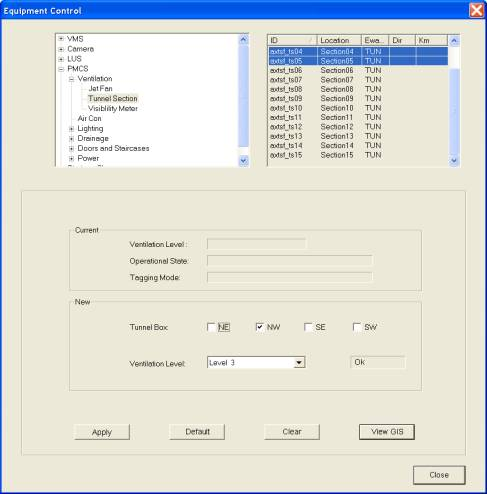 Equipment Control
VMS
Camera
LUS
PMCS
Ventilation
Jet Fan
Tunnel Section
Visibility Meter
Air Con
Lighting
Drainage
Doors and Staircases
Power
ID Location Ewa... Dir Km
axtsf_ts04 Section04 TUN
axtsf_ts05 Section05 TUN
axtsf_ts06 Section06 TUN
axtsf_ts07 Section07 TUN
axtsf_ts08 Section08 TUN
axtsf_ts09 Section09 TUN
axtsf_ts10 Section10 TUN
axtsf_ts11 Section11 TUN
axtsf_ts12 Section12 TUN
axtsf_ts13 Section13 TUN
axtsf_ts14 Section14 TUN
axtsf_ts15 Section15 TUN
Current
Ventilation Level :
Operational State:
Tagging Mode:
New
Tunnel Box: NE NW SE SW
Ventilation Level: Level 3 Ok
Apply Default Clear View GIS
Close